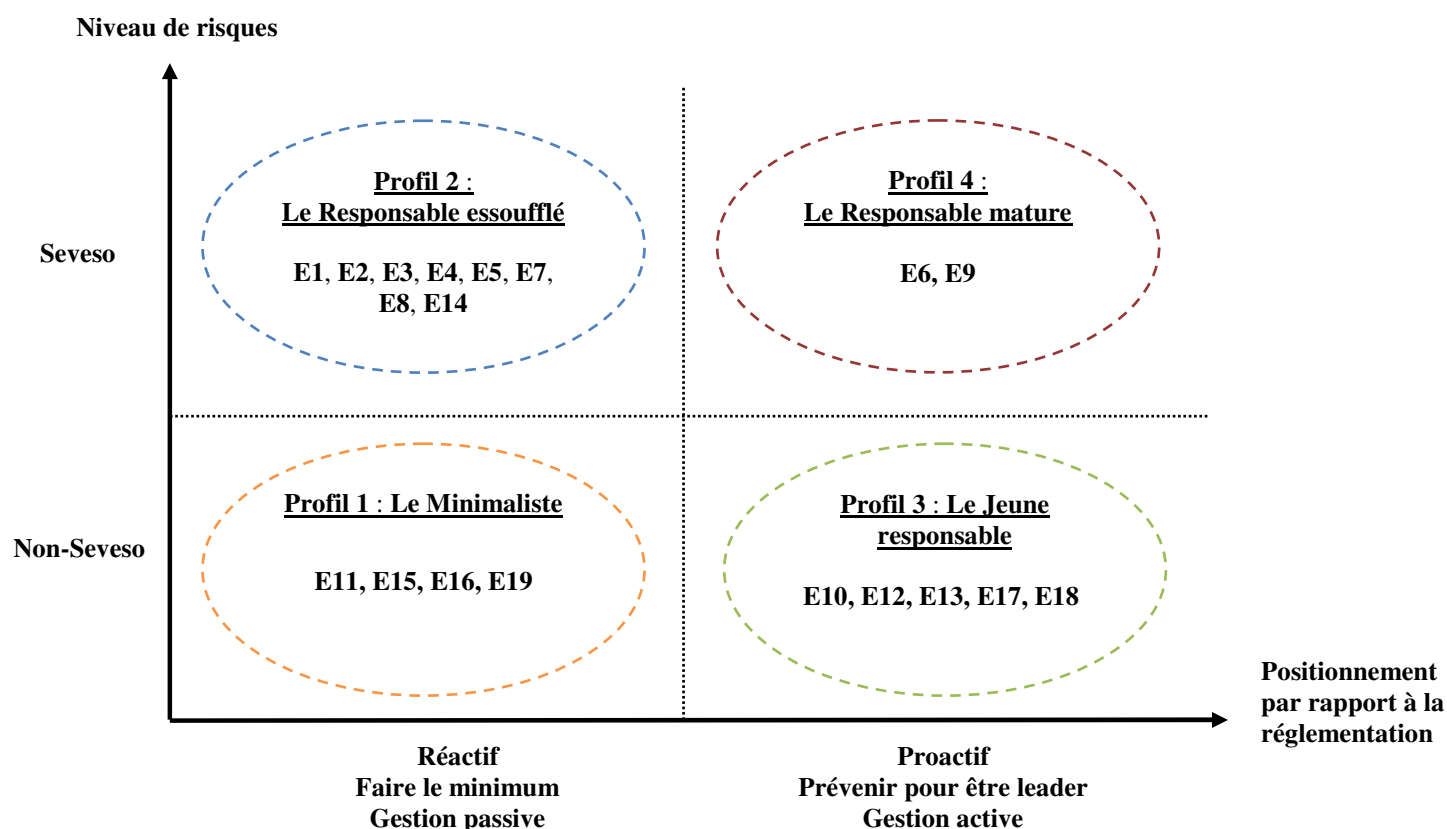 Niveau de risques
Profil 2 :
Le Responsable essoufflé
E1, E2, E3, E4, E5, E7,
E8, E14
Profil 4 :
Le Responsable mature
E6, E9
Seveso
Profil 1 : Le Minimaliste
E11, E15, E16, E19
Profil 3 : Le Jeune
responsable
E10, E12, E13, E17, E18
Non-Seveso
Positionnement
par rapport à la
réglementation
Réactif
Faire le minimum
Gestion passive
Proactif
Prévenir pour être leader
Gestion active